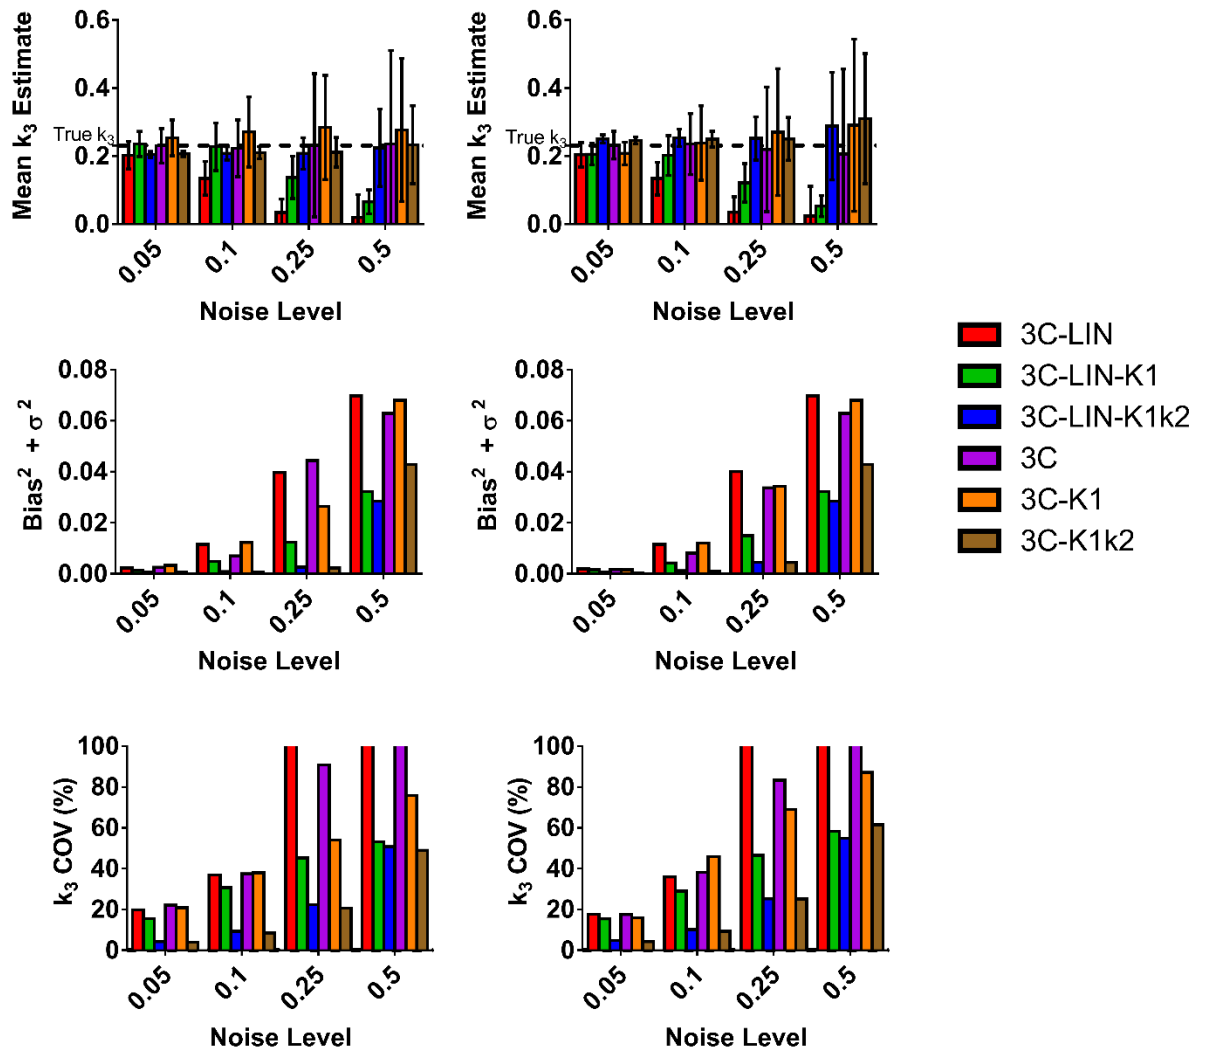 Mean k3 Estimate
0.6
0.4
0.2
0.0
True k3
0.05
0.1
0.25
0.5
Noise Level
Mean k3 Estimate
0.6
0.4
0.2
0.0
True k3
0.05
0.1
0.25
0.5
Noise Level
Bias² + σ²
0.08
0.06
0.04
0.02
0.00
0.05
0.1
0.25
0.5
Noise Level
Bias² + σ²
0.08
0.06
0.04
0.02
0.00
0.05
0.1
0.25
0.5
Noise Level
3C-LIN
3C-LIN-K1
3C-LIN-K1k2
3C
3C-K1
3C-K1k2
k3 COV (%)
100
80
60
40
20
0
0.05
0.1
0.25
0.5
Noise Level
k3 COV (%)
100
80
60
40
20
0
0.05
0.1
0.25
0.5
Noise Level